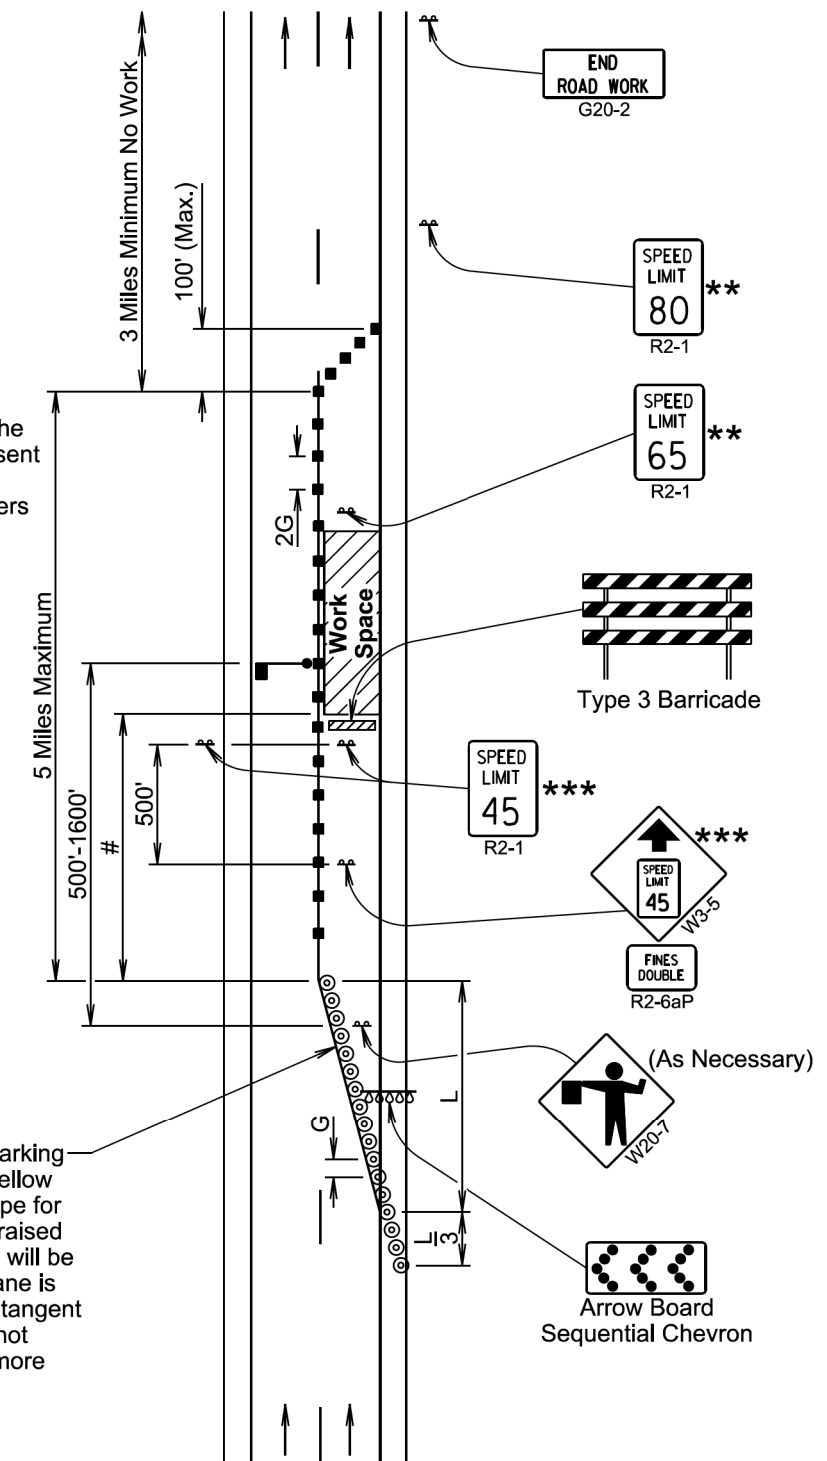 END
ROAD WORK
G20-2
3 Miles Minimum No Work
100' (Max.)
SPEED
LIMIT
80
**
R2-1
SPEED
LIMIT
65
**
R2-1
he
sent
ers
2G
Work
Space
5 Miles Maximum
Type 3 Barricade
500'-1600'
#
500'
SPEED
LIMIT
45
***
R2-1
***
SPEED
LIMIT
45
W3-5
FINES
DOUBLE
R2-6aP
(As Necessary)
W20-7
L
G
L
3
arking
ellow
pe for
raised
will be
ane is
tangent
not
more
Arrow Board
Sequential Chevron